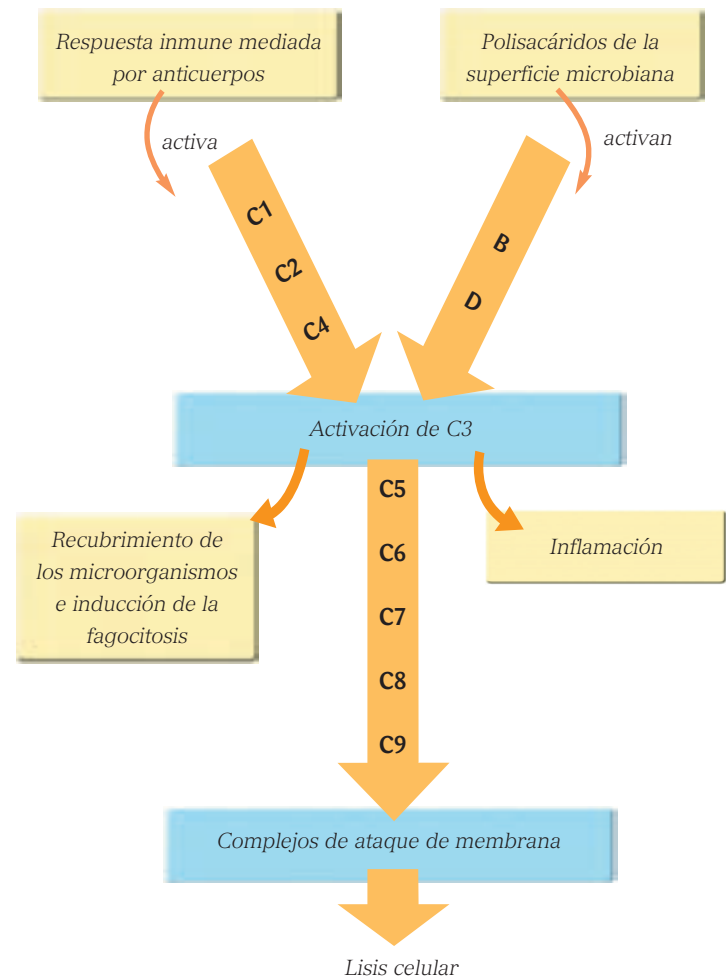 Respuesta inmune mediada
por anticuerpos
Polisacáridos de la
superficie microbiana
activa
activan
C1
C2
C4
B
D
Activación de C3
C5
C6
C7
C8
C9
Recubrimiento de
los microorganismos
e inducción de la
fagocitosis
Inflamación
Complejos de ataque de membrana
Lisis celular